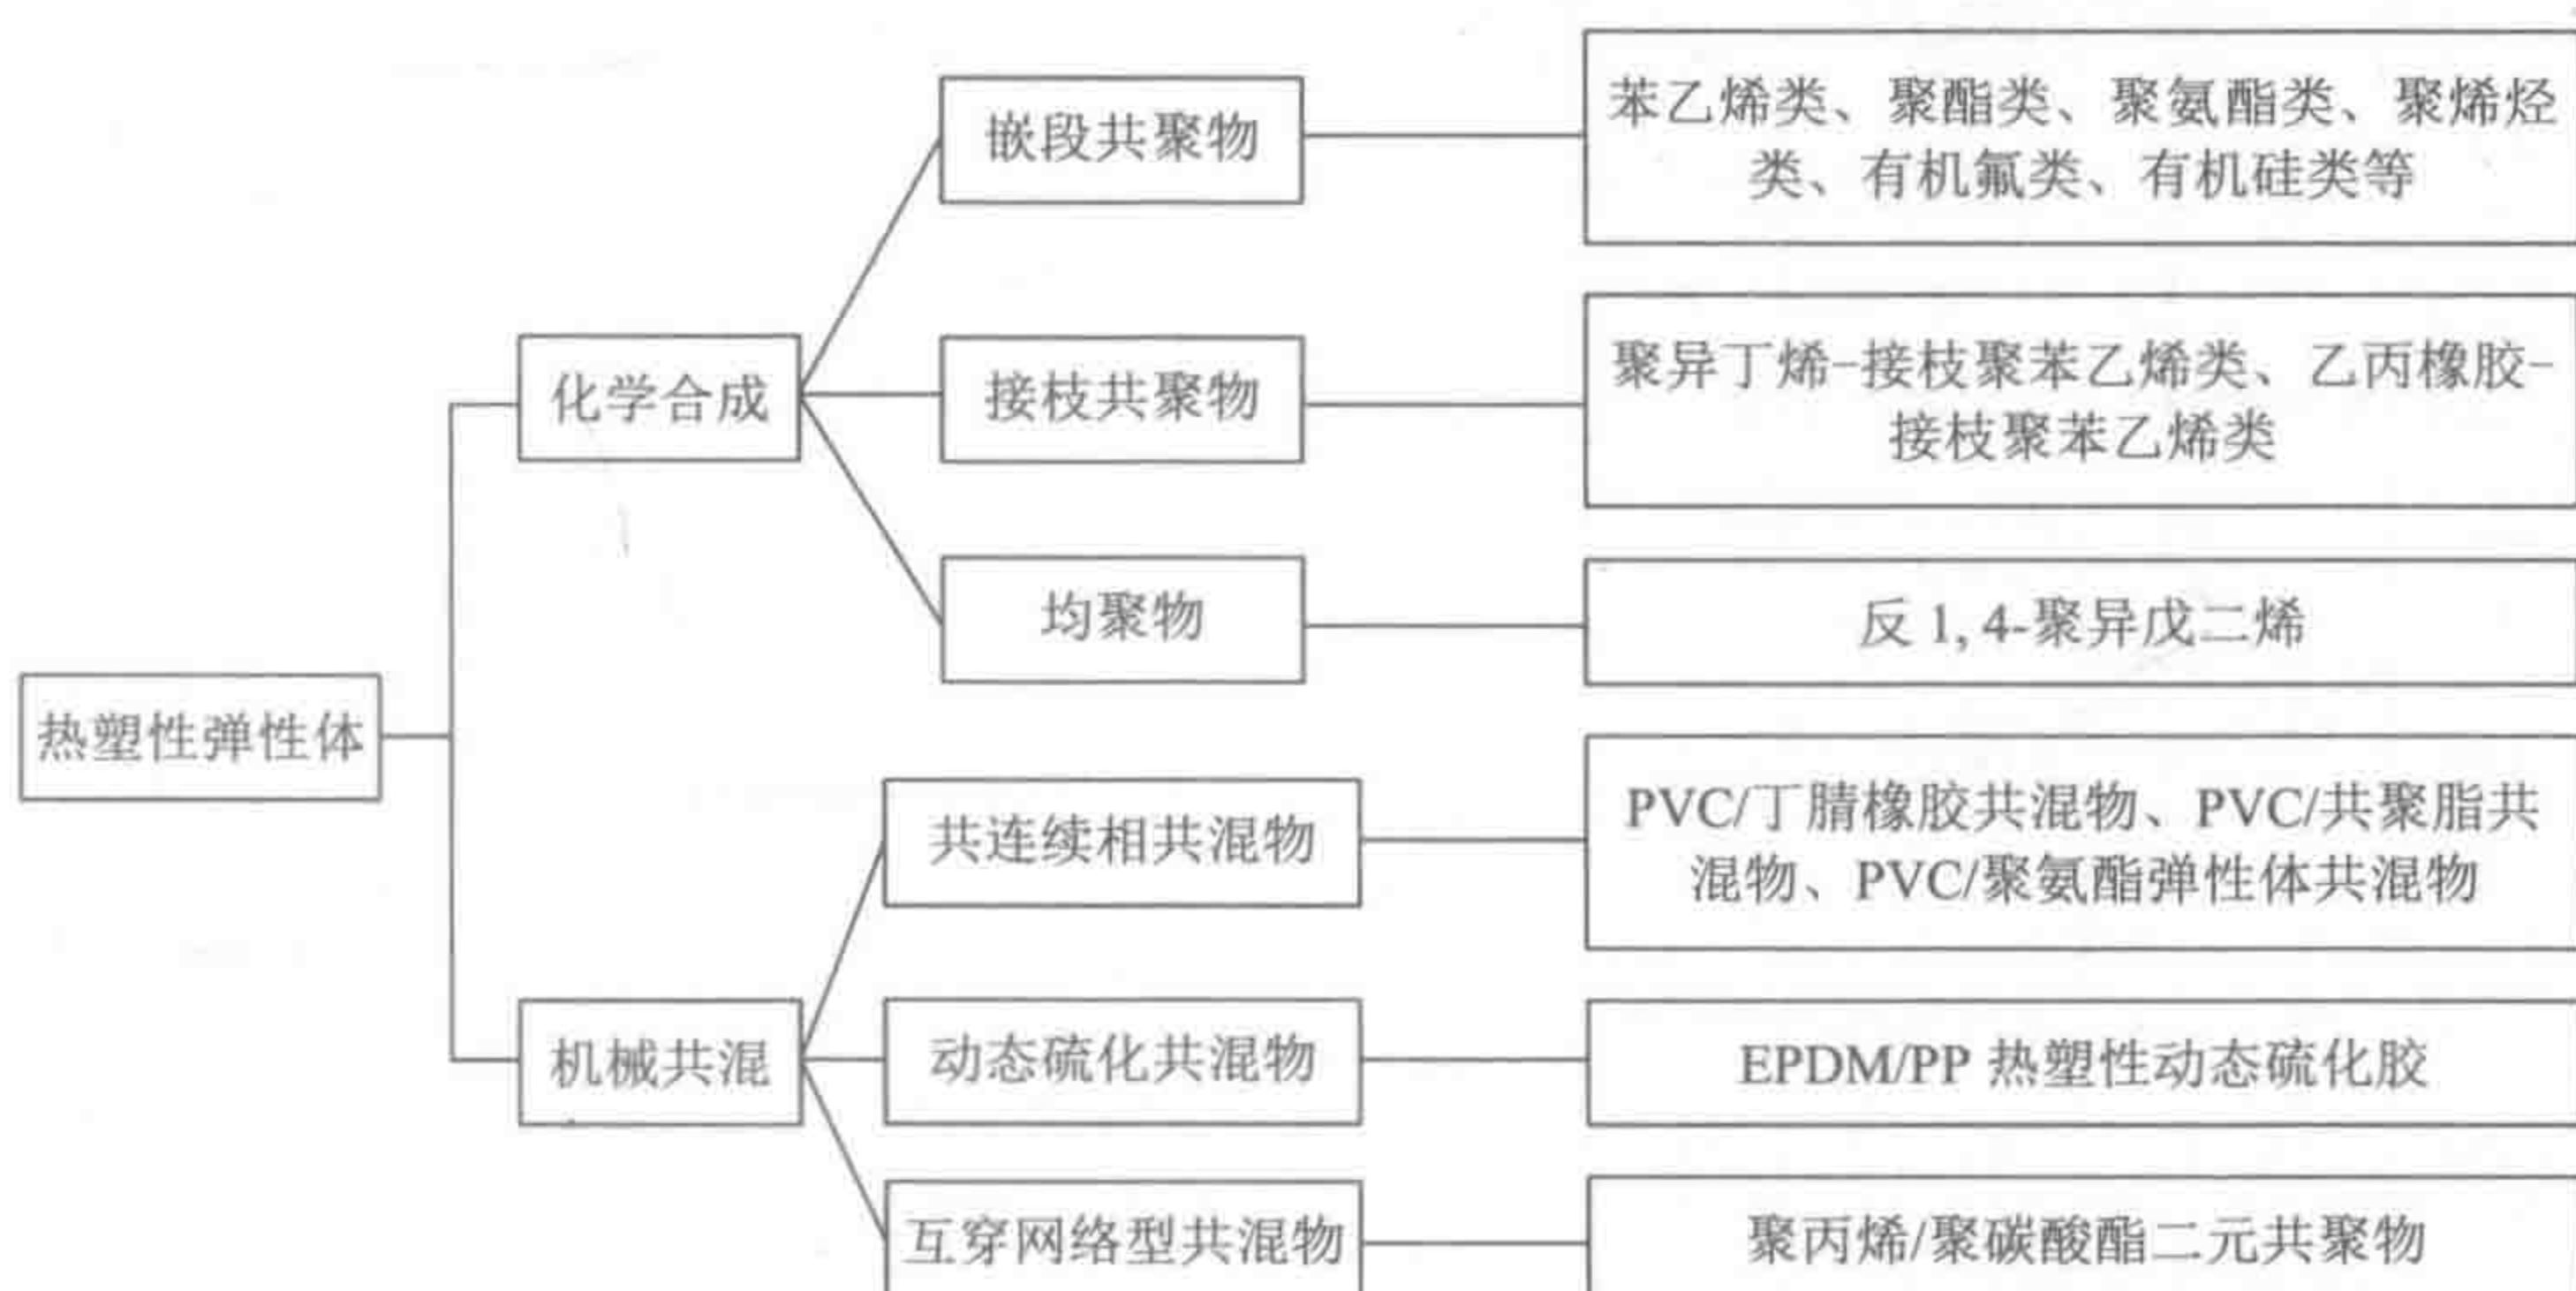 热塑性弹性体
化学合成
嵌段共聚物
苯乙烯类、聚酯类、聚氨酯类、聚烯烃
类、有机氟类、有机硅类等
接枝共聚物
聚异丁烯-接枝聚苯乙烯类、乙丙橡胶-
接枝聚苯乙烯类
均聚物
反 1, 4-聚异戊二烯
机械共混
共连续相共混物
PVC/丁腈橡胶共混物、PVC/共聚脂共
混物、PVC/聚氨酯弹性体共混物
动态硫化共混物
EPDM/PP 热塑性动态硫化胶
互穿网络型共混物
聚丙烯/聚碳酸酯二元共聚物